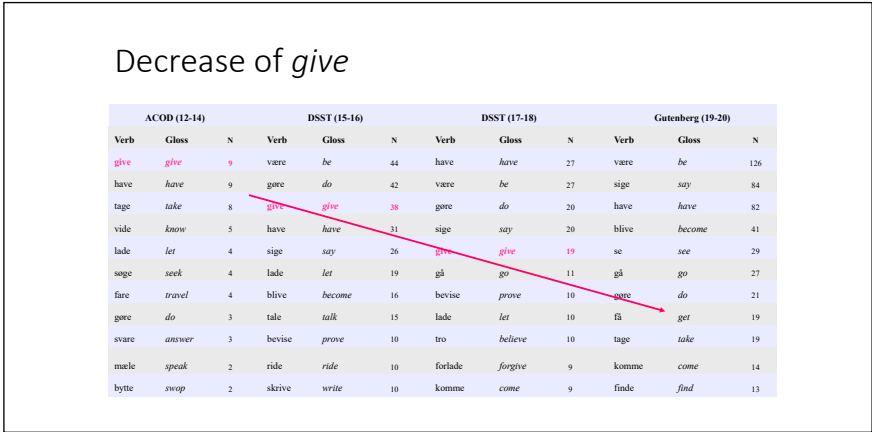 Decrease of give
ACOD (12-14) DSST (15-16) DSST (17-18) Gutenberg (19-20)
Verb Gloss N Verb Gloss N Verb Gloss N Verb Gloss N
give give 9 være be 44 have have 27 være be 126
have have 9 gøre do 42 være be 27 sige say 84
tage take 8 give give 38 gøre do 20 have have 82
vide know 5 have have 31 sige say 20 blive become 41
lade let 4 sige say 26 give give 19 se see 29
søge seek 4 lade let 19 gå go 11 gå go 27
fare travel 4 blive become 16 bevise prove 10 gøre do 21
gøre do 3 tale talk 15 lade let 10 få get 19
svare answer 3 bevise prove 10 tro believe 10 tage take 19
mæle speak 2 ride ride 10 forlade forgive 9 komme come 14
bytte swop 2 skrive write 10 komme come 9 finde find 13